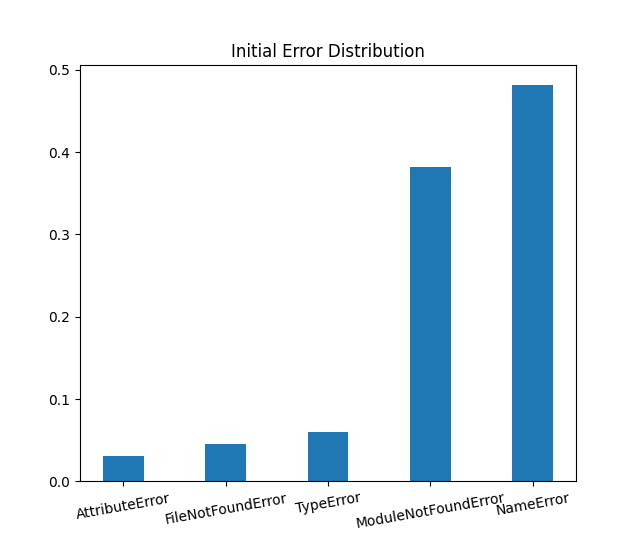 Initial Error Distribution
0.5
0.4
0.3
0.2
0.1
0.0
AttributeError
FileNotFoundError
TypeError
ModuleNotFoundError
NameError